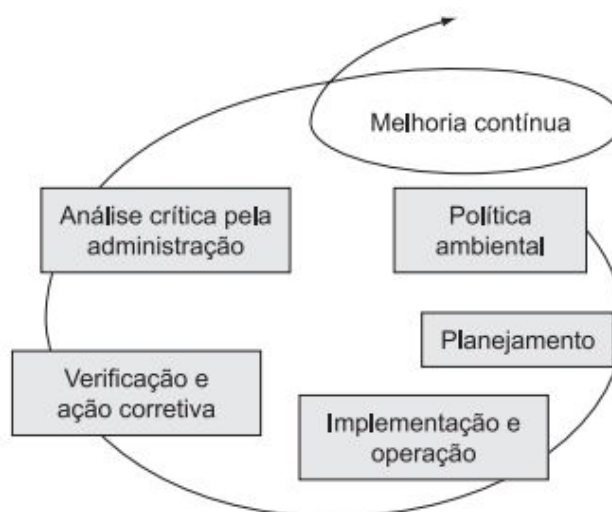 Melhoria contínua
Política
ambiental
Planejamento
Implementação e
operação
Verificação e
ação corretiva
Análise crítica pela
administração